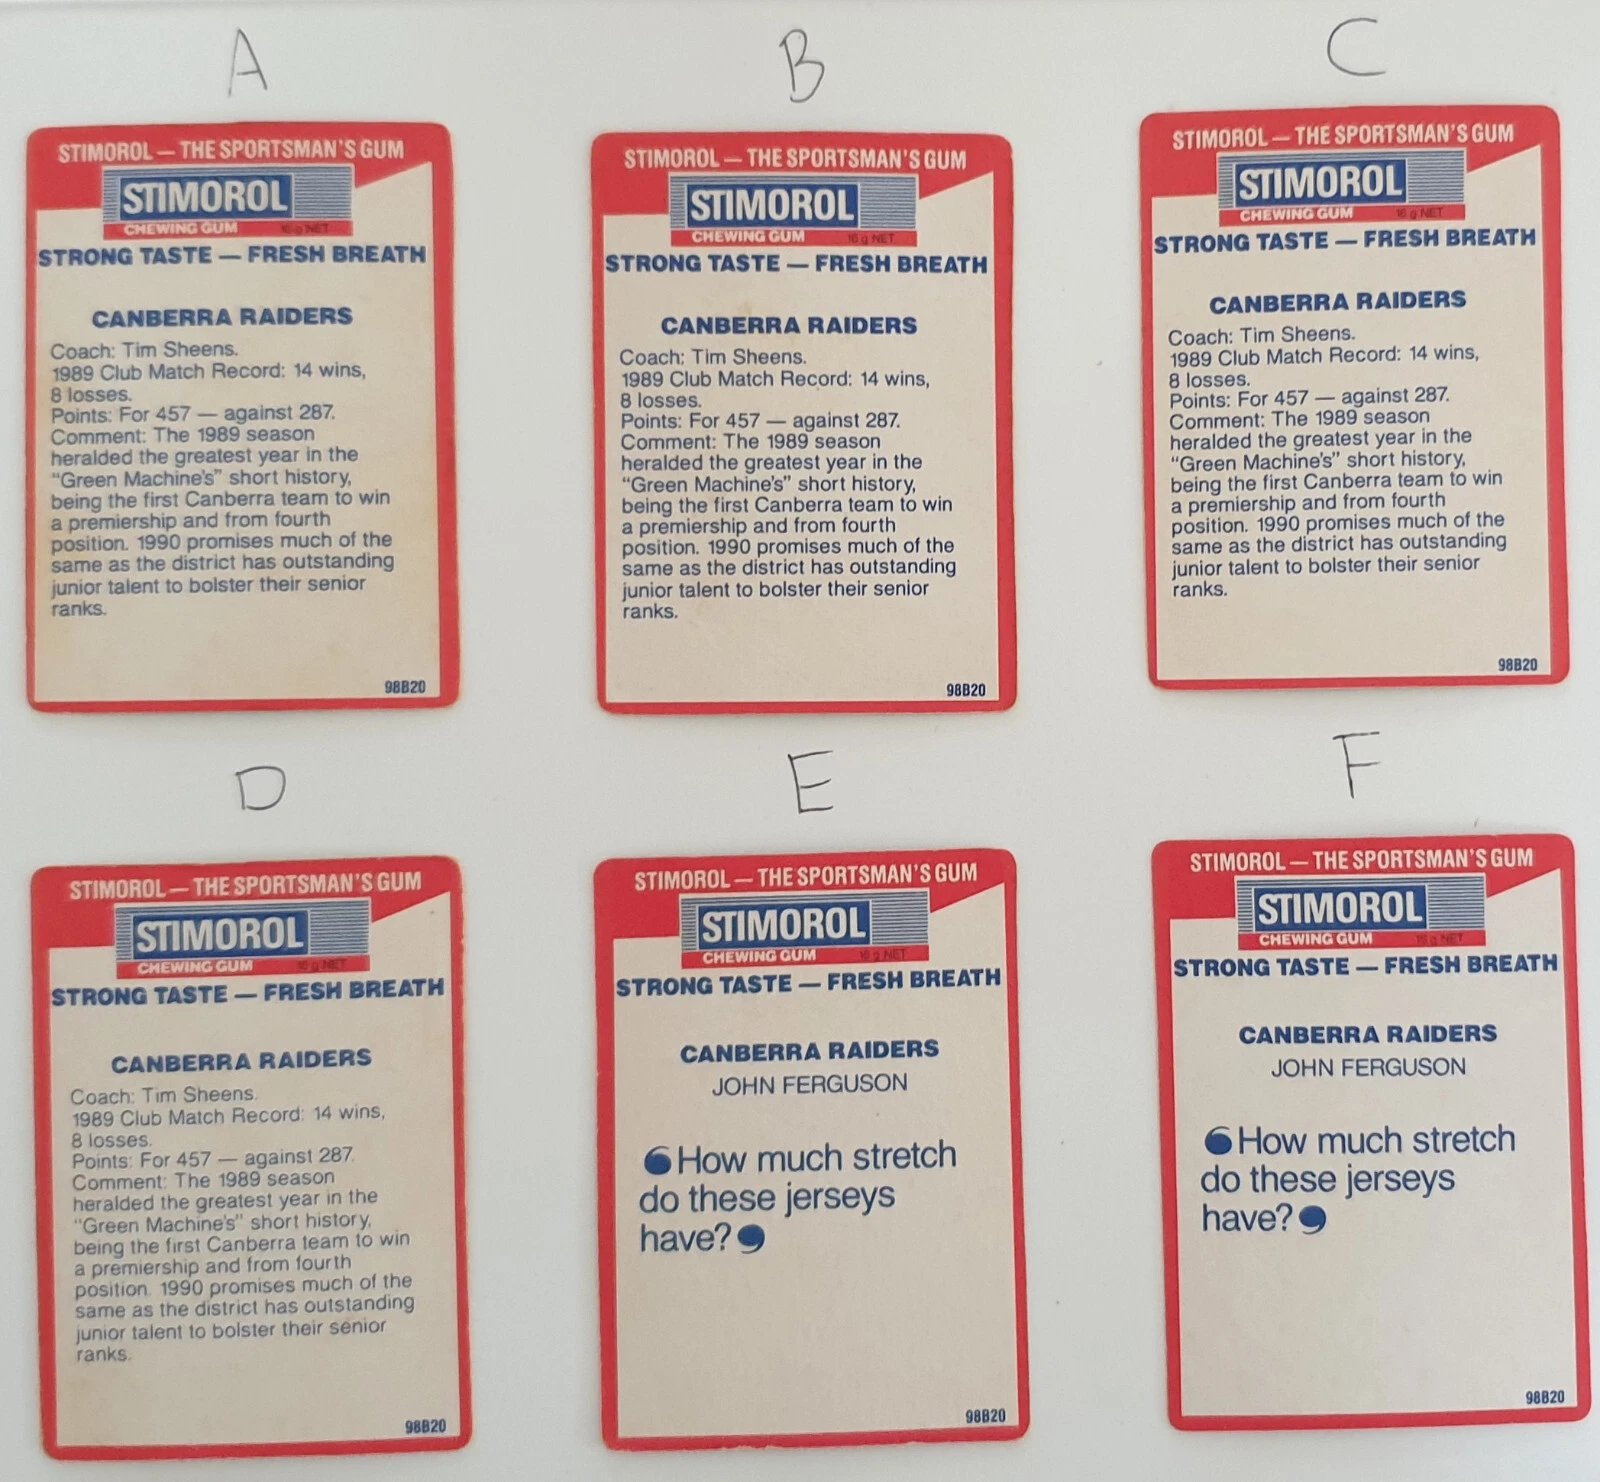 A
STIMOROL — THE SPORTSMAN'S GUM
STIMOROL
CHEWING GUM 16 g NET
STRONG TASTE — FRESH BREATH
CANBERRA RAIDERS
Coach: Tim Sheens.
1989 Club Match Record: 14 wins,
8 losses.
Points: For 457 — against 287.
Comment: The 1989 season
heralded the greatest year in the
"Green Machine's" short history,
being the first Canberra team to win
a premiership and from fourth
position. 1990 promises much of the
same as the district has outstanding
junior talent to bolster their senior
ranks.
98B20
B
STIMOROL — THE SPORTSMAN'S GUM
STIMOROL
CHEWING GUM 16 g NET
STRONG TASTE — FRESH BREATH
CANBERRA RAIDERS
Coach: Tim Sheens.
1989 Club Match Record: 14 wins,
8 losses.
Points: For 457 — against 287.
Comment: The 1989 season
heralded the greatest year in the
"Green Machine's" short history,
being the first Canberra team to win
a premiership and from fourth
position. 1990 promises much of the
same as the district has outstanding
junior talent to bolster their senior
ranks.
98B20
C
STIMOROL — THE SPORTSMAN'S GUM
STIMOROL
CHEWING GUM 16 g NET
STRONG TASTE — FRESH BREATH
CANBERRA RAIDERS
Coach: Tim Sheens.
1989 Club Match Record: 14 wins,
8 losses.
Points: For 457 — against 287.
Comment: The 1989 season
heralded the greatest year in the
"Green Machine's" short history,
being the first Canberra team to win
a premiership and from fourth
position. 1990 promises much of the
same as the district has outstanding
junior talent to bolster their senior
ranks.
98B20
D
STIMOROL — THE SPORTSMAN'S GUM
STIMOROL
CHEWING GUM 16 g NET
STRONG TASTE — FRESH BREATH
CANBERRA RAIDERS
Coach: Tim Sheens.
1989 Club Match Record: 14 wins,
8 losses.
Points: For 457 — against 287.
Comment: The 1989 season
heralded the greatest year in the
"Green Machine's" short history,
being the first Canberra team to win
a premiership and from fourth
position. 1990 promises much of the
same as the district has outstanding
junior talent to bolster their senior
ranks.
98B20
E
STIMOROL — THE SPORTSMAN'S GUM
STIMOROL
CHEWING GUM 16 g NET
STRONG TASTE — FRESH BREATH
CANBERRA RAIDERS
JOHN FERGUSON
‘How much stretch
do these jerseys
have?’
98B20
F
STIMOROL — THE SPORTSMAN'S GUM
STIMOROL
CHEWING GUM 16 g NET
STRONG TASTE — FRESH BREATH
CANBERRA RAIDERS
JOHN FERGUSON
‘How much stretch
do these jerseys
have?’
98B20